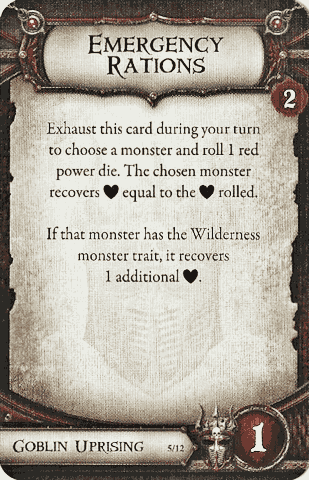 Emergency
Rations
2
Exhaust this card during your turn
to choose a monster and roll 1 red
power die. The chosen monster
recovers ♥ equal to the ♥ rolled.
If that monster has the Wilderness
monster trait, it recovers
1 additional ♥.
Goblin Uprising 5/12
1